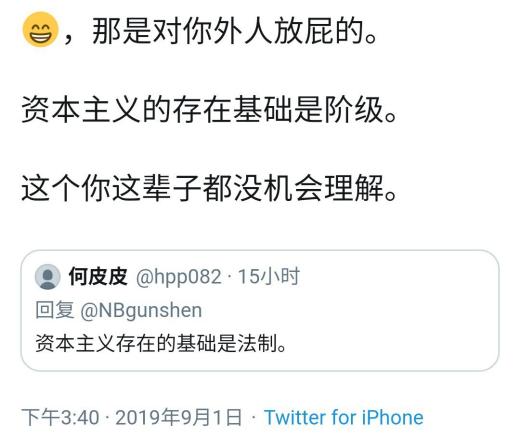 😁，那是对你外人放屁的。
资本主义的存在基础是阶级。
这个你这辈子都没机会理解。
何皮皮 @hpp082 · 15小时
回复 @NBgunshen
资本主义存在的基础是法制。
下午3:40 · 2019年9月1日 · Twitter for iPhone